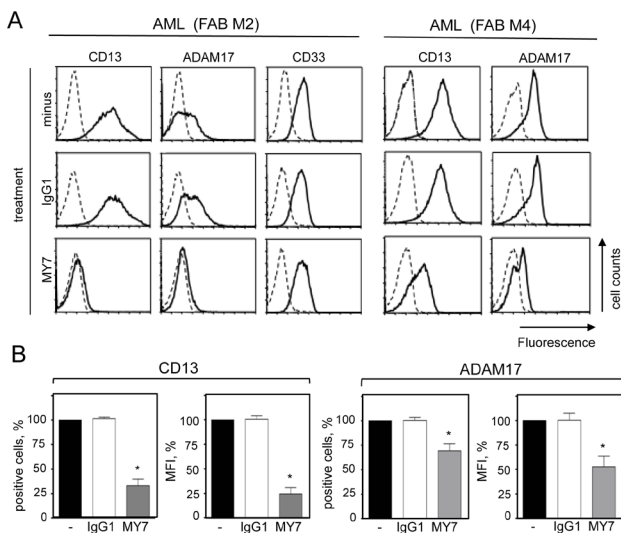 A
AML (FAB M2)
AML (FAB M4)
CD13 ADAM17 CD33 CD13 ADAM17
treatment
minus
IgG1
MY7
cell counts
Fluorescence
B
CD13
ADAM17
positive cells, %
100
75
50
25
0
*
- IgG1 MY7
MFI, %
100
75
50
25
0
*
- IgG1 MY7
positive cells, %
100
75
50
25
0
*
- IgG1 MY7
MFI, %
100
75
50
25
0
*
- IgG1 MY7